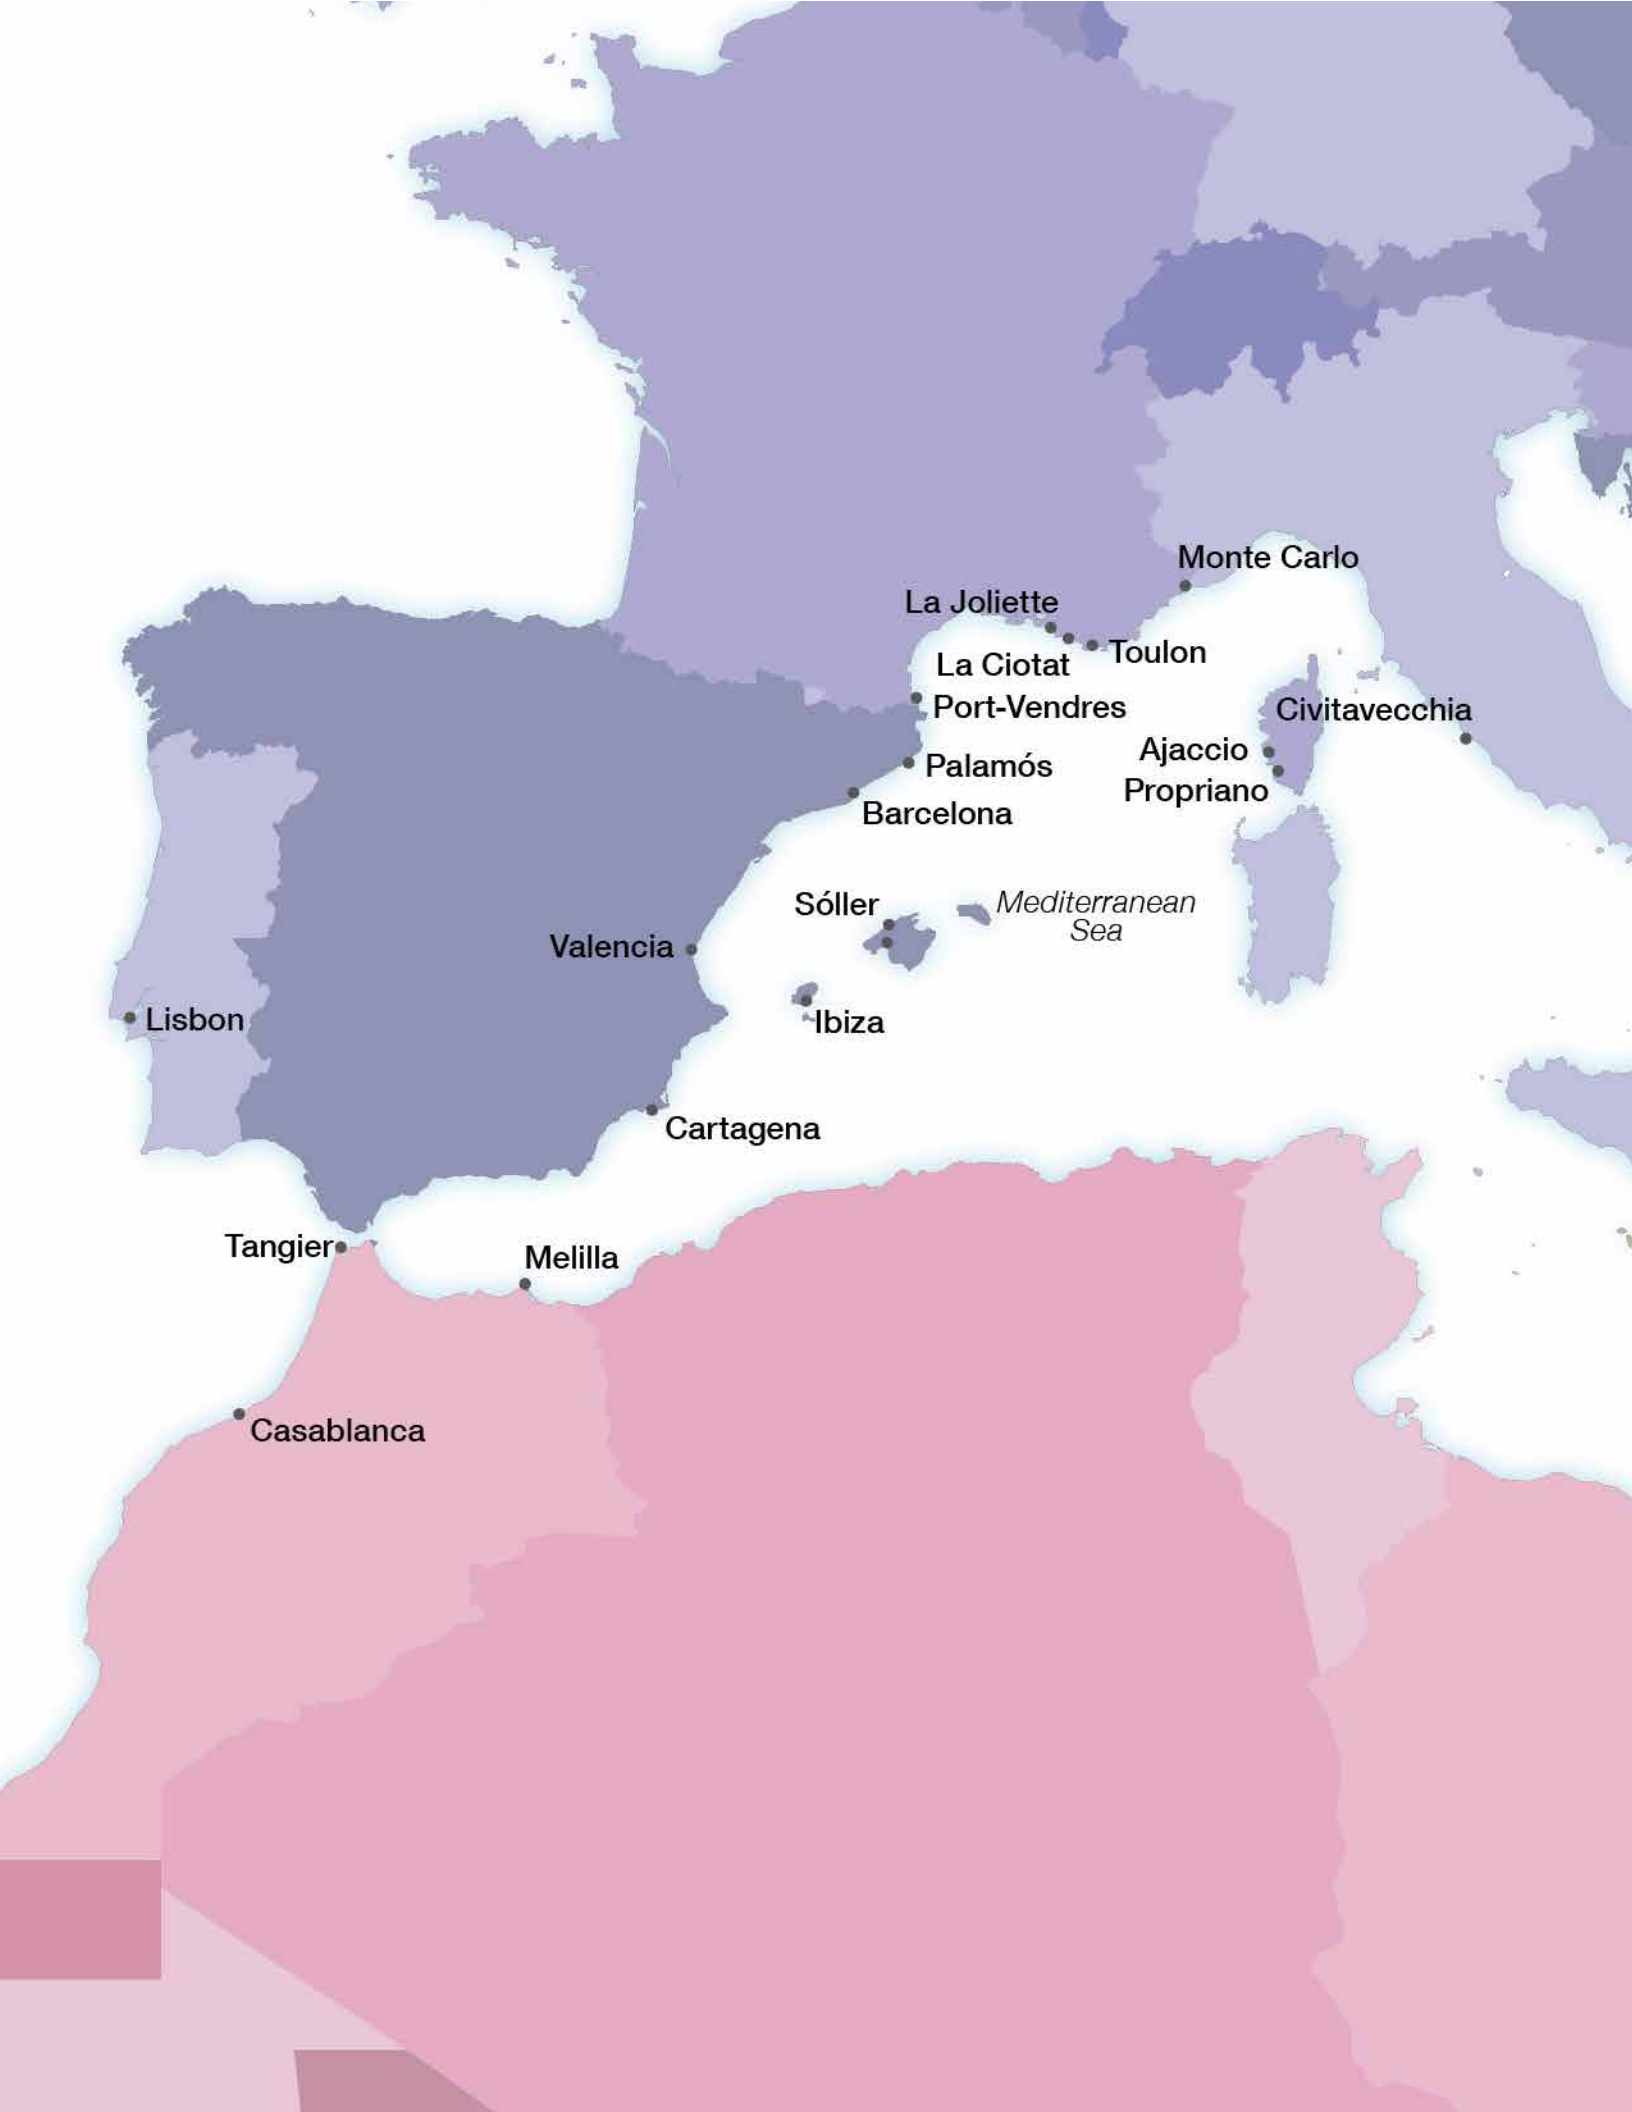 Monte Carlo
La Joliette
Toulon
La Ciotat
Port-Vendres
Civitavecchia
Ajaccio
Palamós
Propriano
Barcelona
Sóller
Mediterranean
Sea
Valencia
Lisbon
Ibiza
Cartagena
Tangier
Melilla
Casablanca